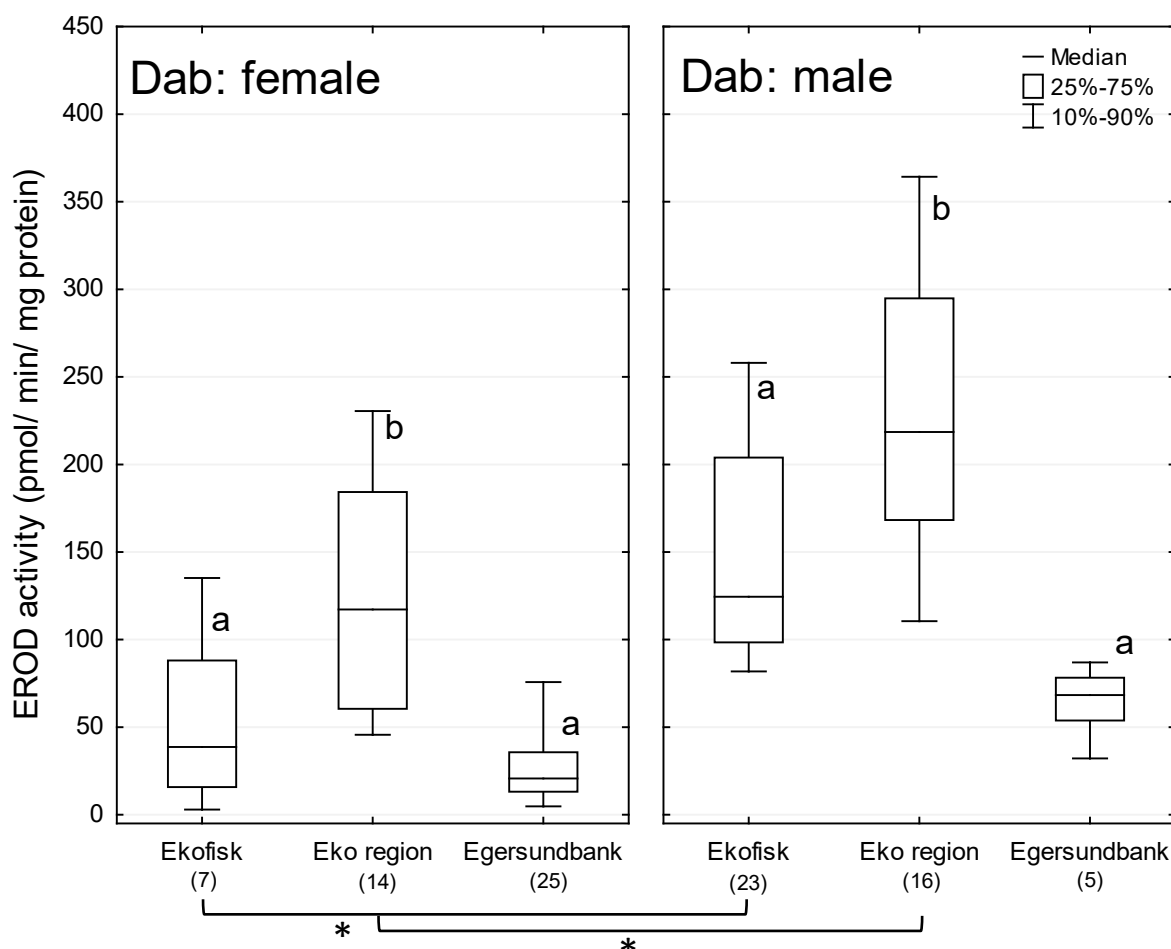 EROD activity (pmol/ min/ mg protein)
450
400
350
300
250
200
150
100
50
0
Dab: female
a
b
a
Ekofisk
(7)
Eko region
(14)
Egersundbank
(25)
Dab: male
Median
25%-75%
10%-90%
a
b
a
Ekofisk
(23)
Eko region
(16)
Egersundbank
(5)
*
*